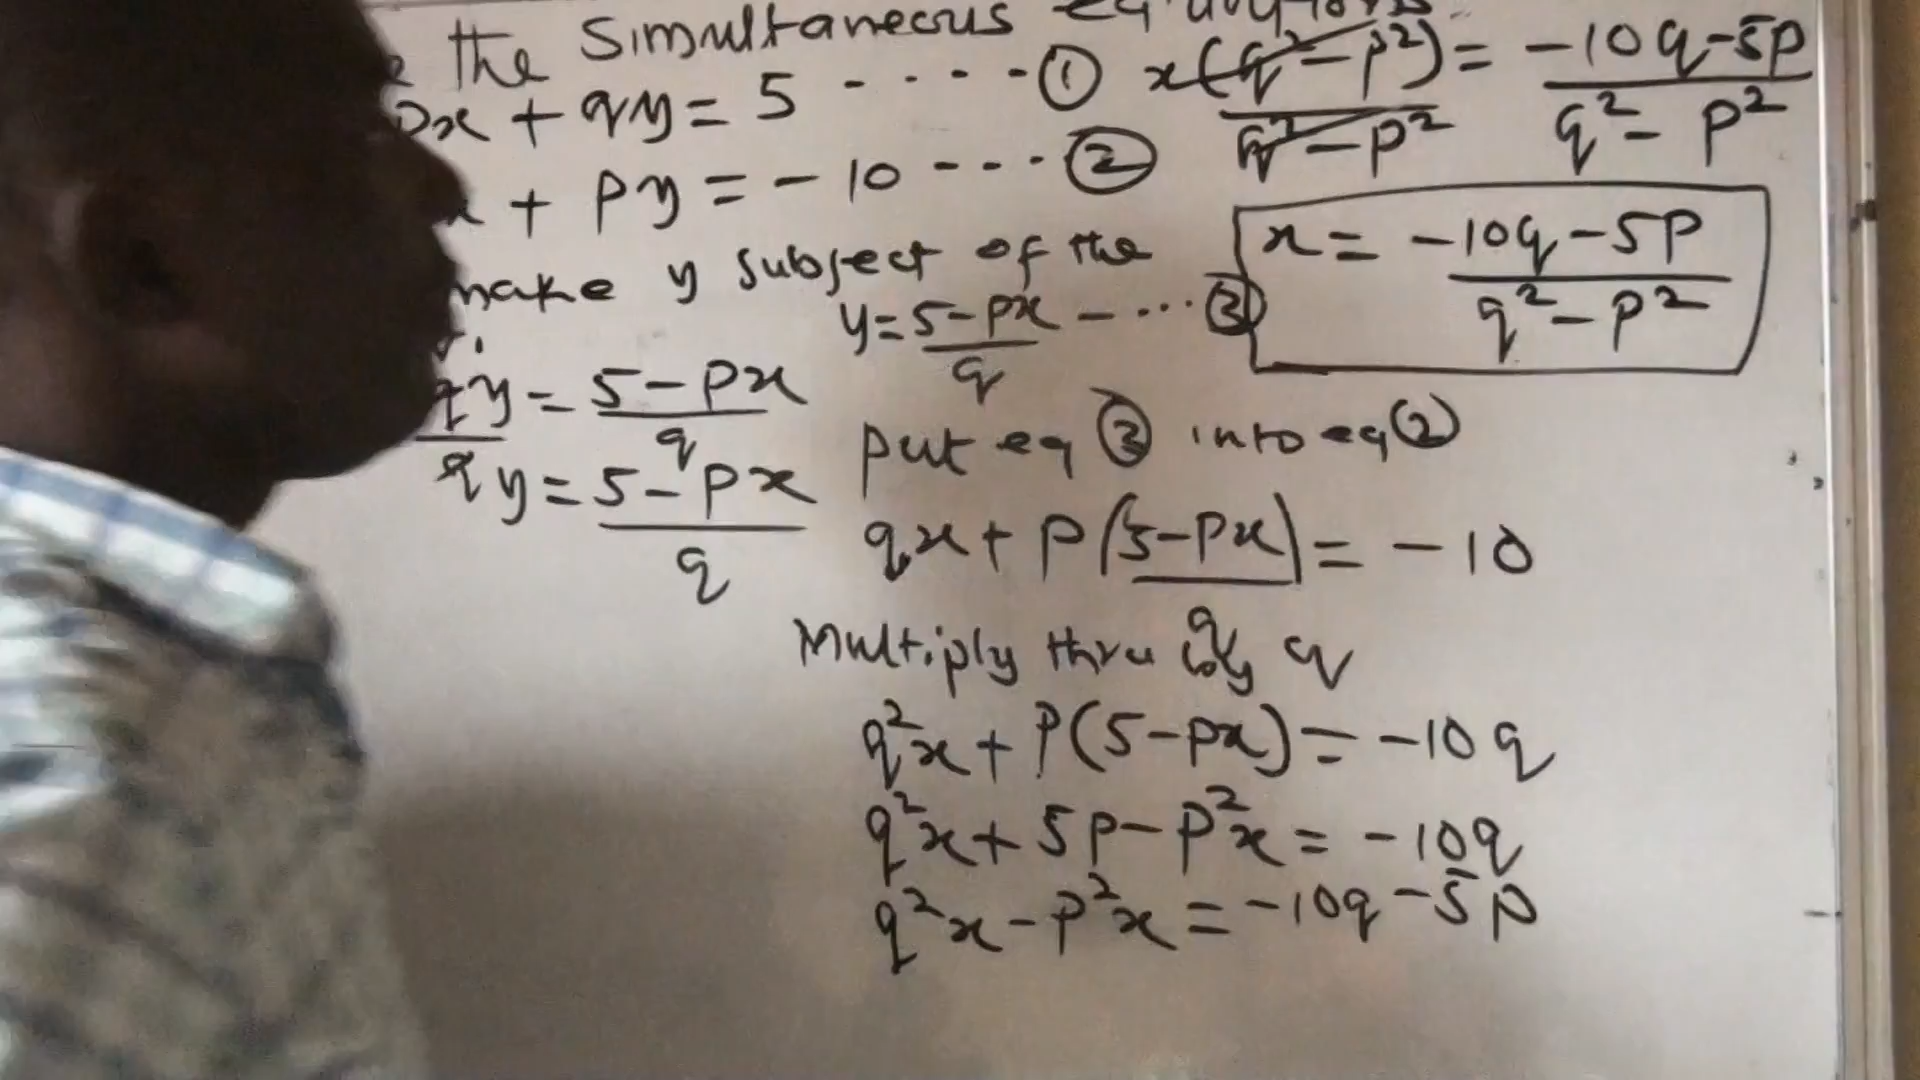 the Simultaneous equations
px + qy = 5 - - - - - ①
+ py = - 10 - - - ②
make y subject of the
qy = 5 - px
q
y = 5 - px
q
y = 5 - px - - ... ③
q
put eq ③ into eq ②
qx + p(5 - px) = - 10
q
Multiply thru by q
q²x + p(5 - px) = - 10q
q²x + 5p - p²x = - 10q
q²x - p²x = - 10q - 5p
x(q² - p²) = - 10q - 5p
q² - p² q² - p²
x = - 10q - 5p
q² - p²